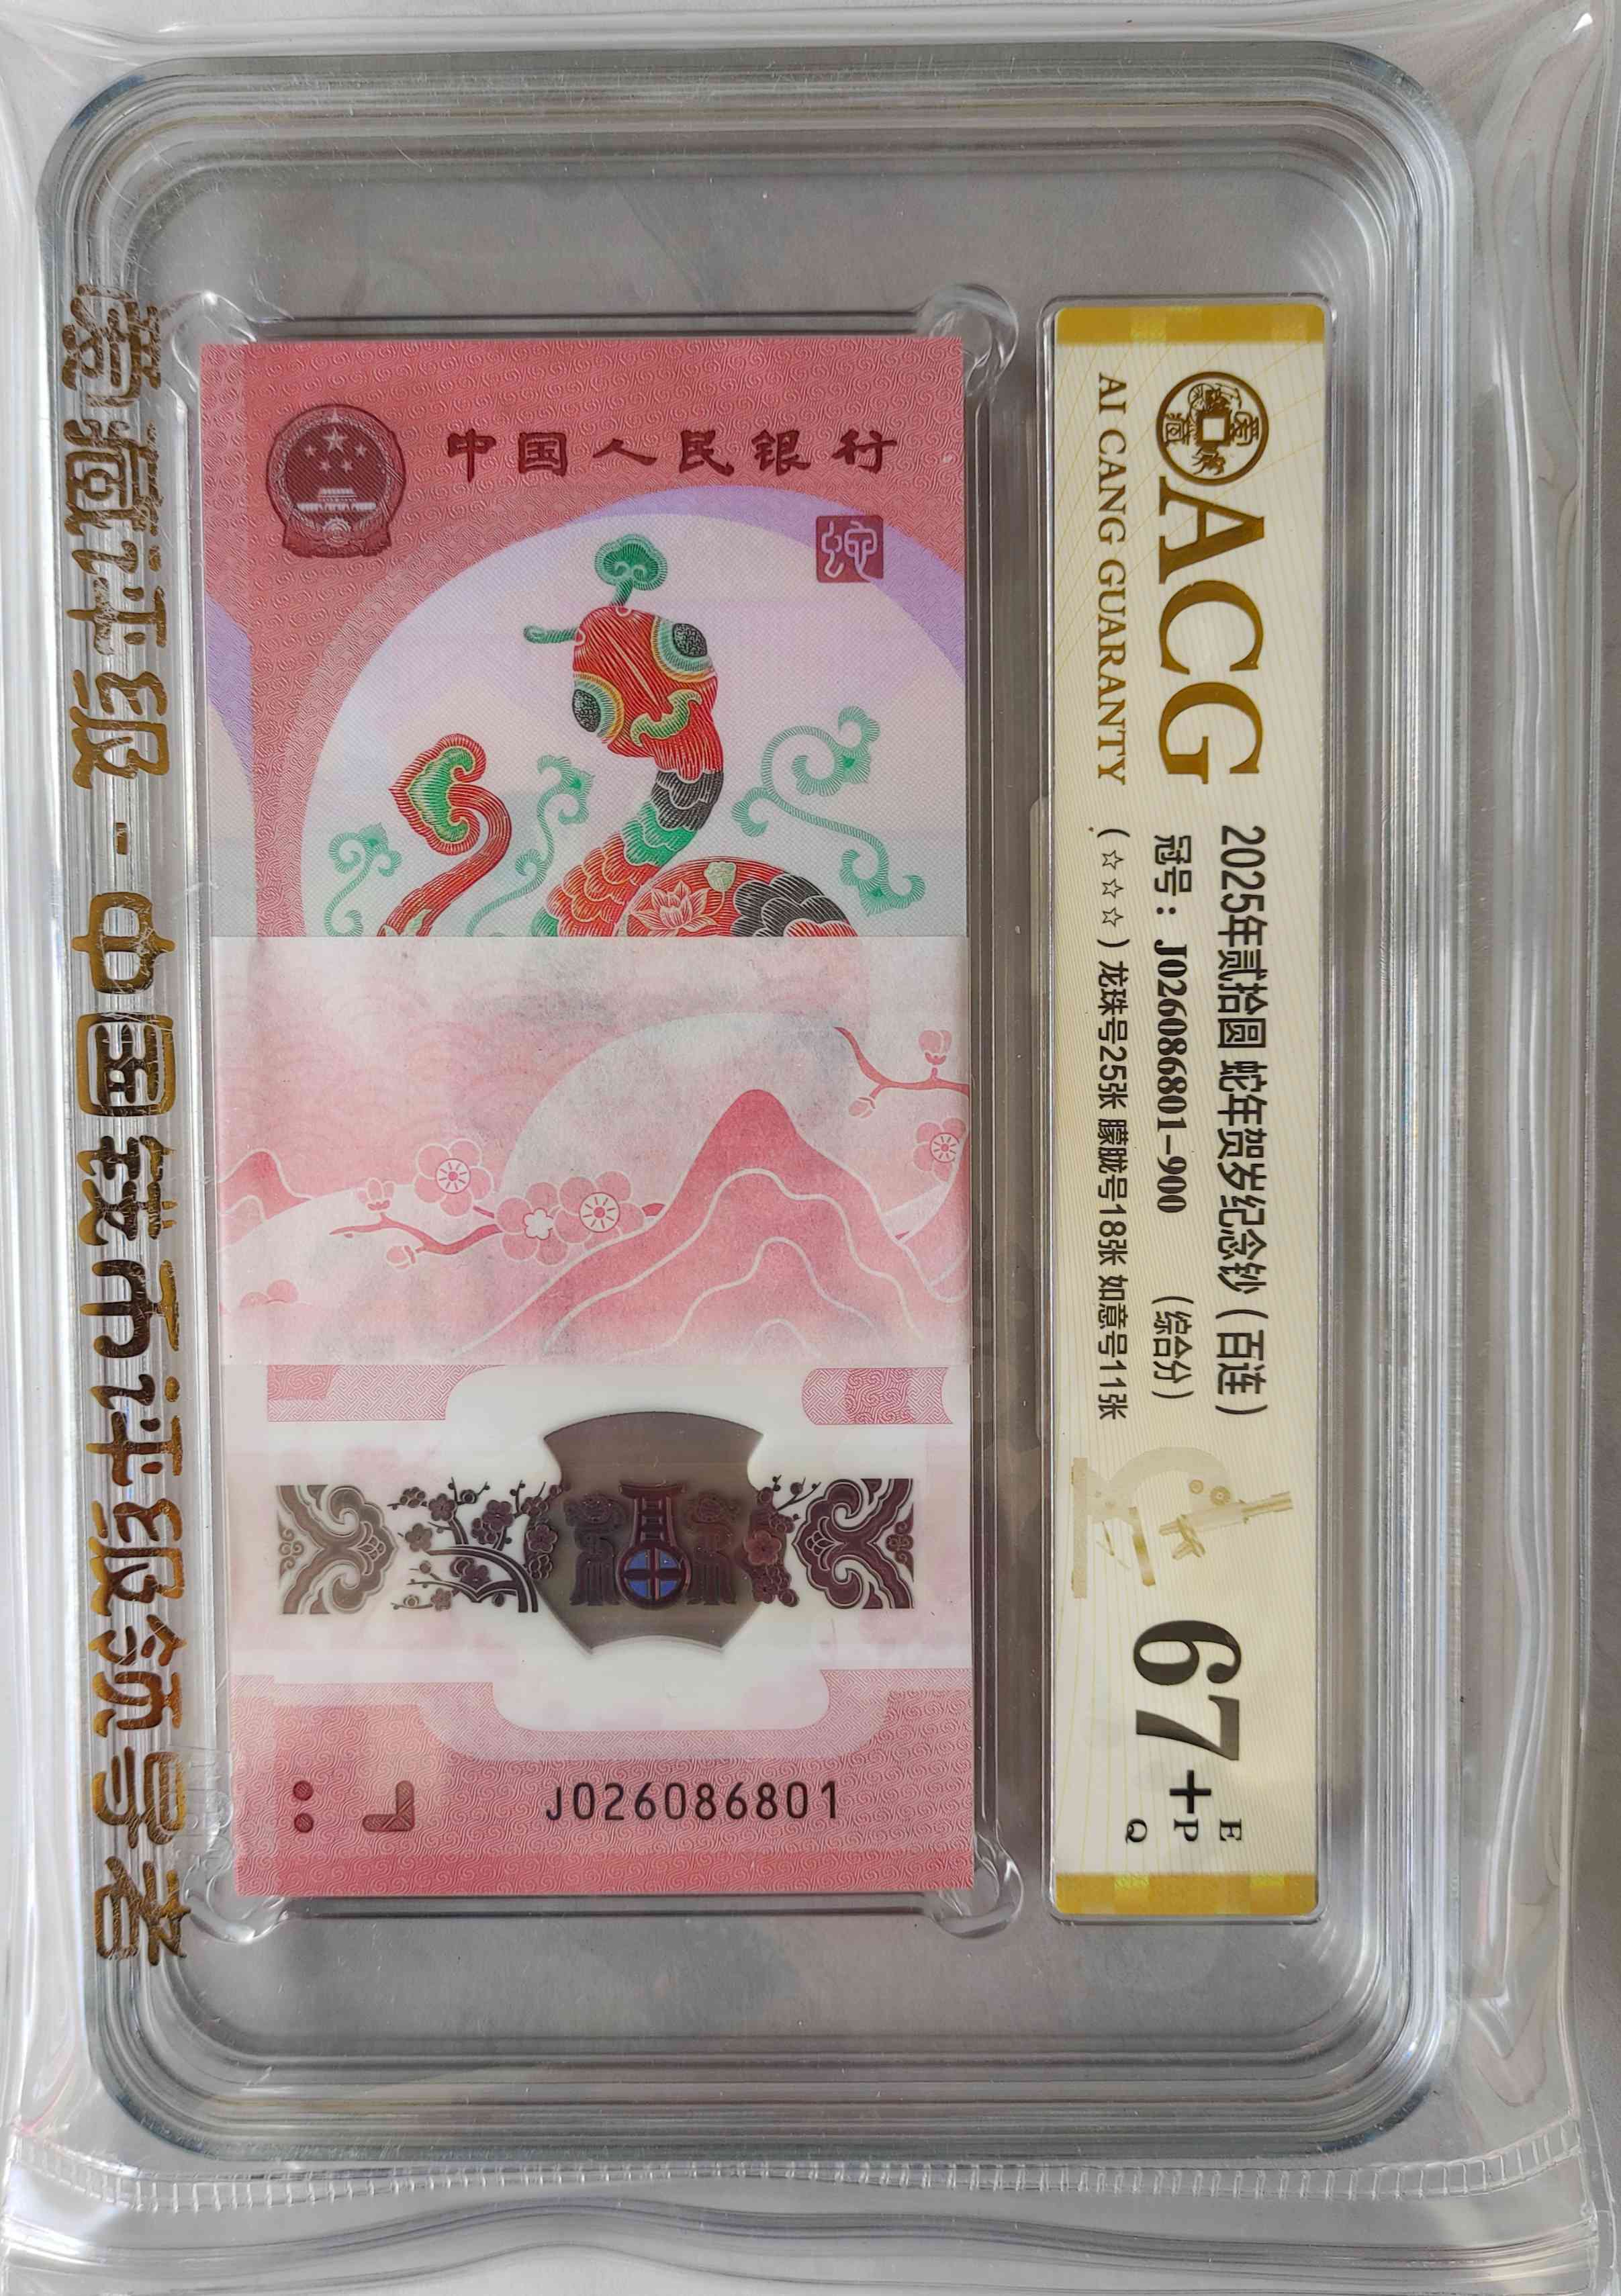 爱藏评级-中国钱币评级领导者
中国人民银行
蛇
J026086801
ACG
AI CANG GUARANTY
2025年贰拾圆 蛇年贺岁纪念钞（百连）
冠号：J026086801-900 （综合分）
（☆☆☆）龙珠号25张 朦胧号18张 如意号11张
67+
E
P
Q